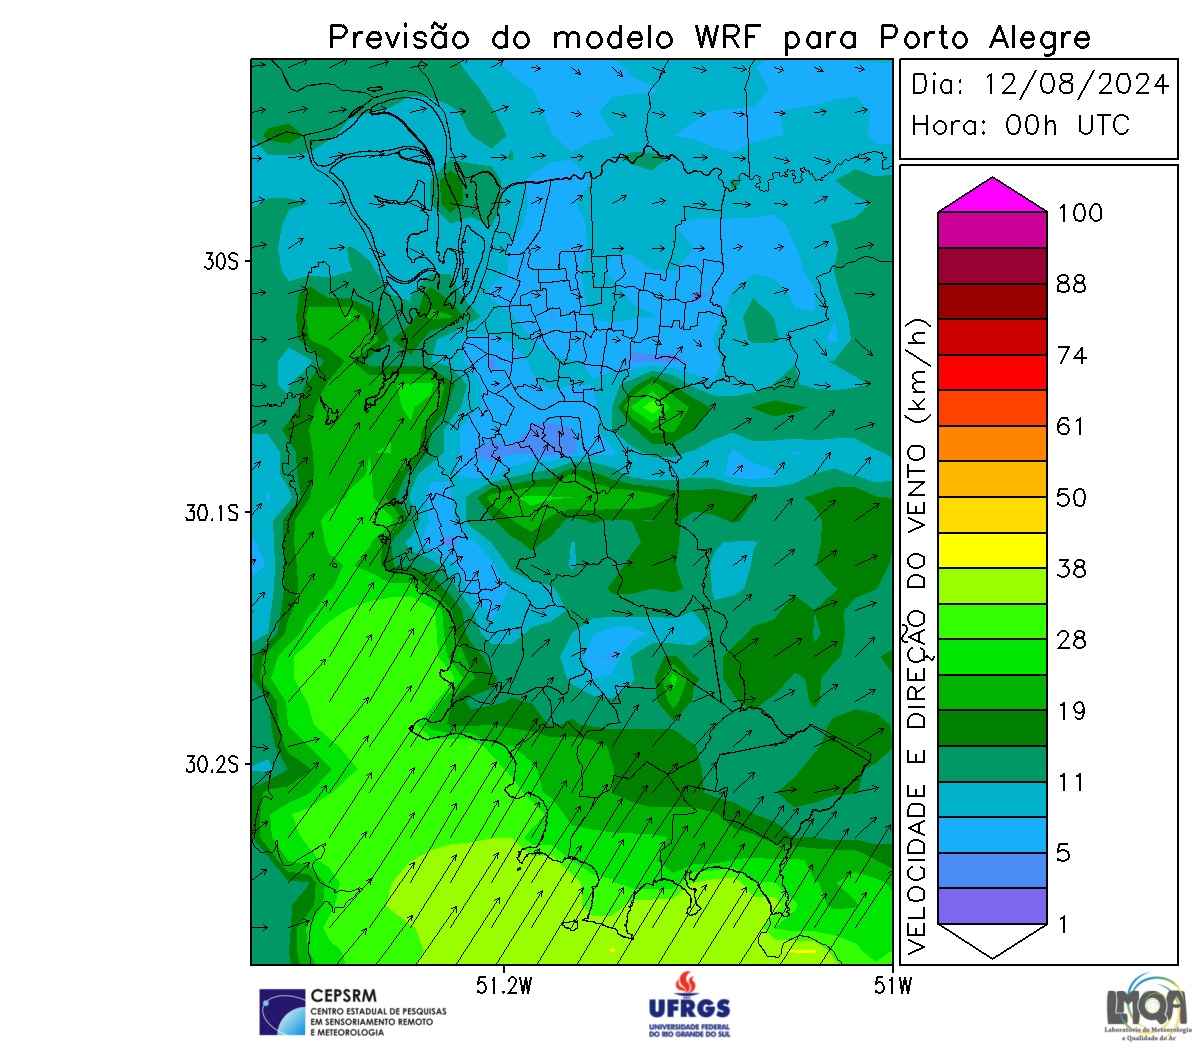 Previsão do modelo WRF para Porto Alegre
Dia: 12/08/2024
Hora: 00h UTC
30S
30.1S
30.2S
51.2W
51W
VELOCIDADE E DIREÇÃO DO VENTO (km/h)
100
88
74
61
50
38
28
19
11
5
1
CEPSRM
CENTRO ESTADUAL DE PESQUISAS
EM SENSORIAMENTO REMOTO
E METEOROLOGIA
UFRGS
UNIVERSIDADE FEDERAL
DO RIO GRANDE DO SUL
LMQA
Laboratório de Meteorologia
e Qualidade do Ar